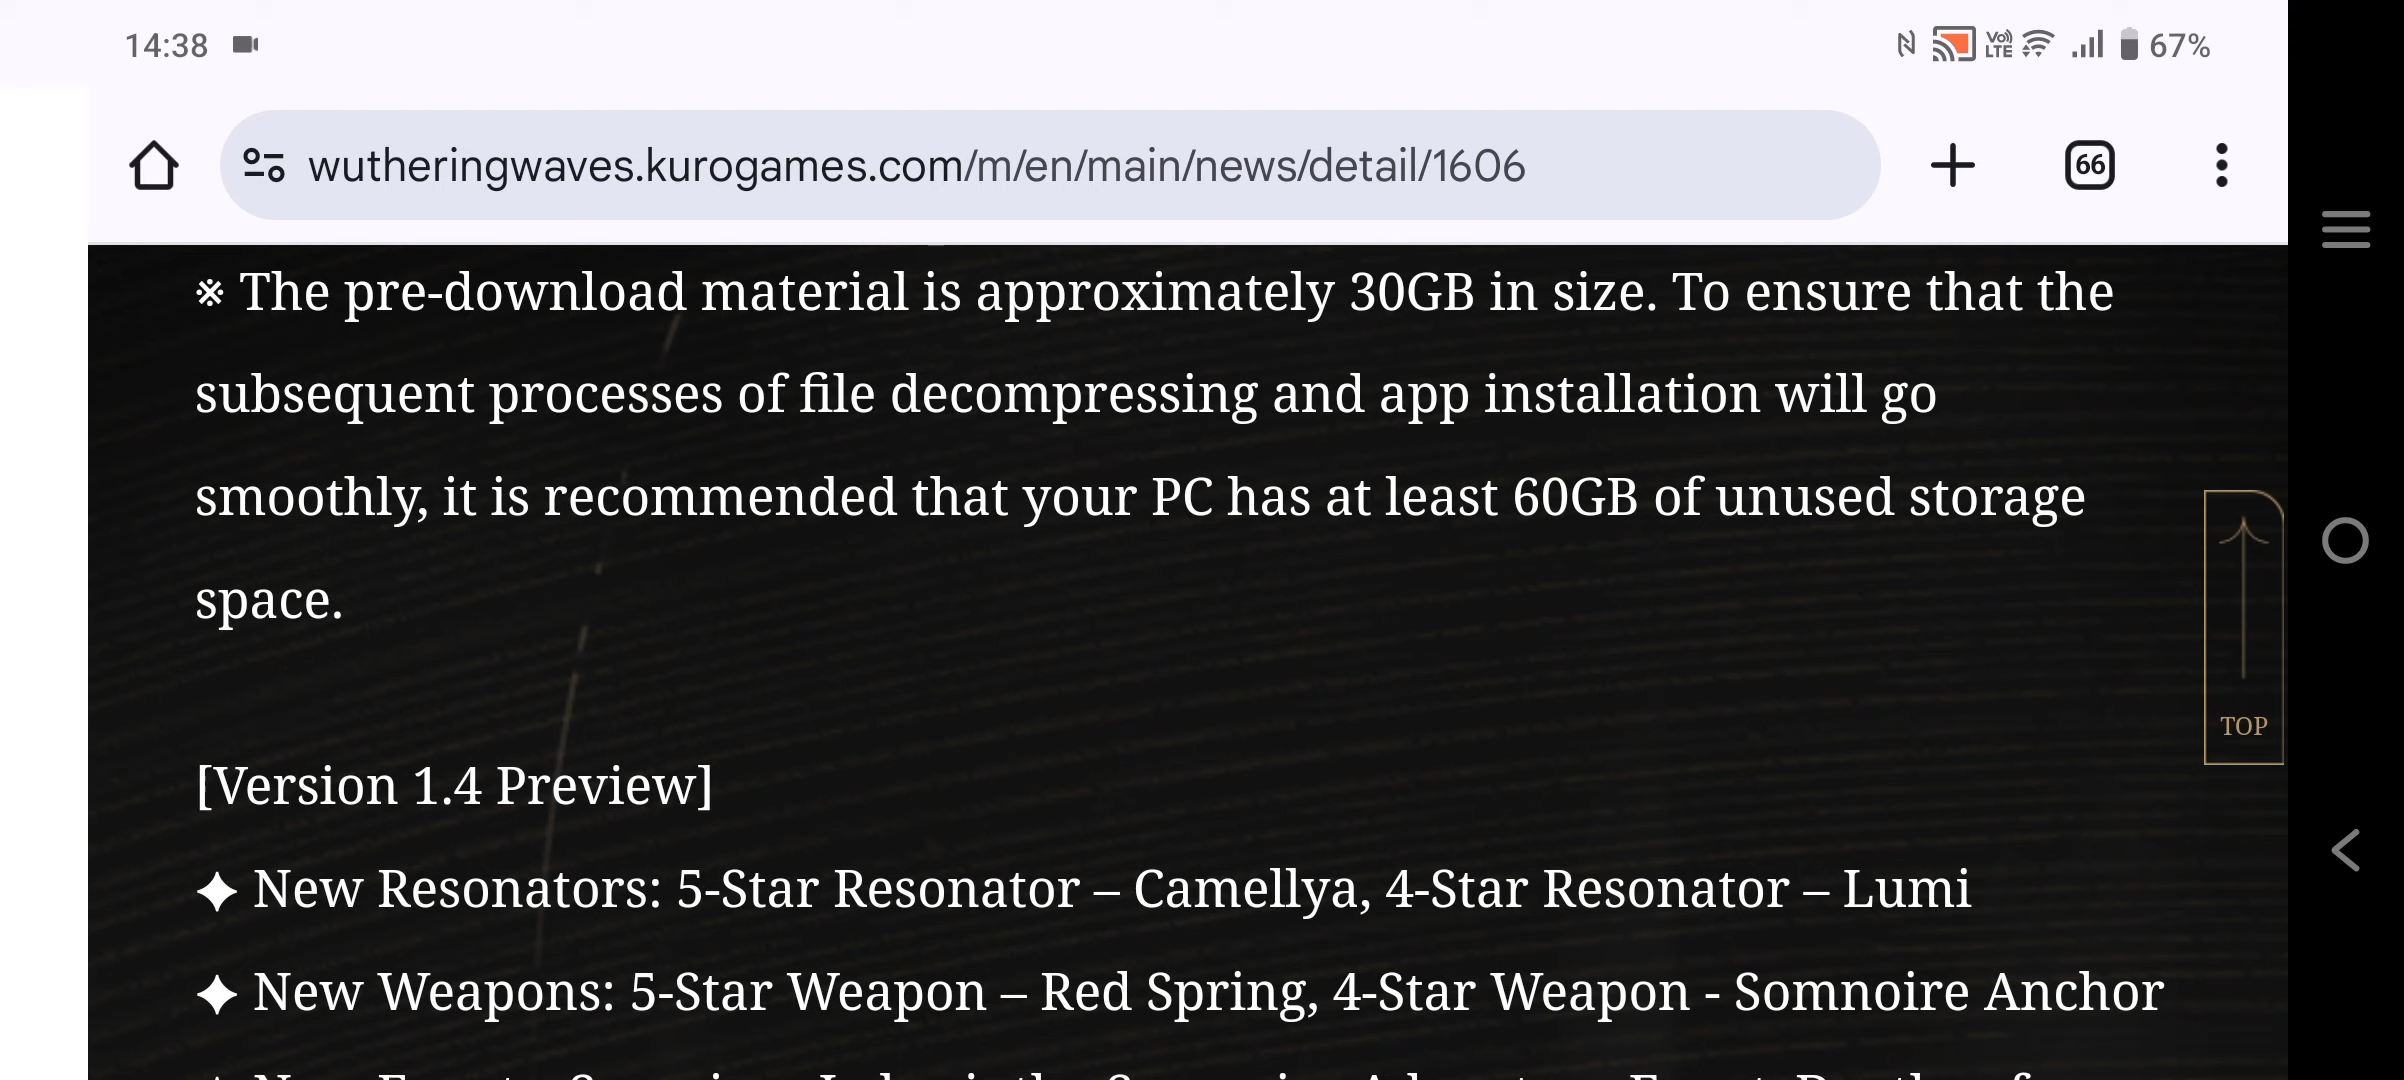 14:38
Vo)) LTE
67%
wutheringwaves.kurogames.com/m/en/main/news/detail/1606
66
※ The pre-download material is approximately 30GB in size. To ensure that the
subsequent processes of file decompressing and app installation will go
smoothly, it is recommended that your PC has at least 60GB of unused storage
space.
TOP
[Version 1.4 Preview]
✦ New Resonators: 5-Star Resonator – Camellya, 4-Star Resonator – Lumi
✦ New Weapons: 5-Star Weapon – Red Spring, 4-Star Weapon - Somnoire Anchor